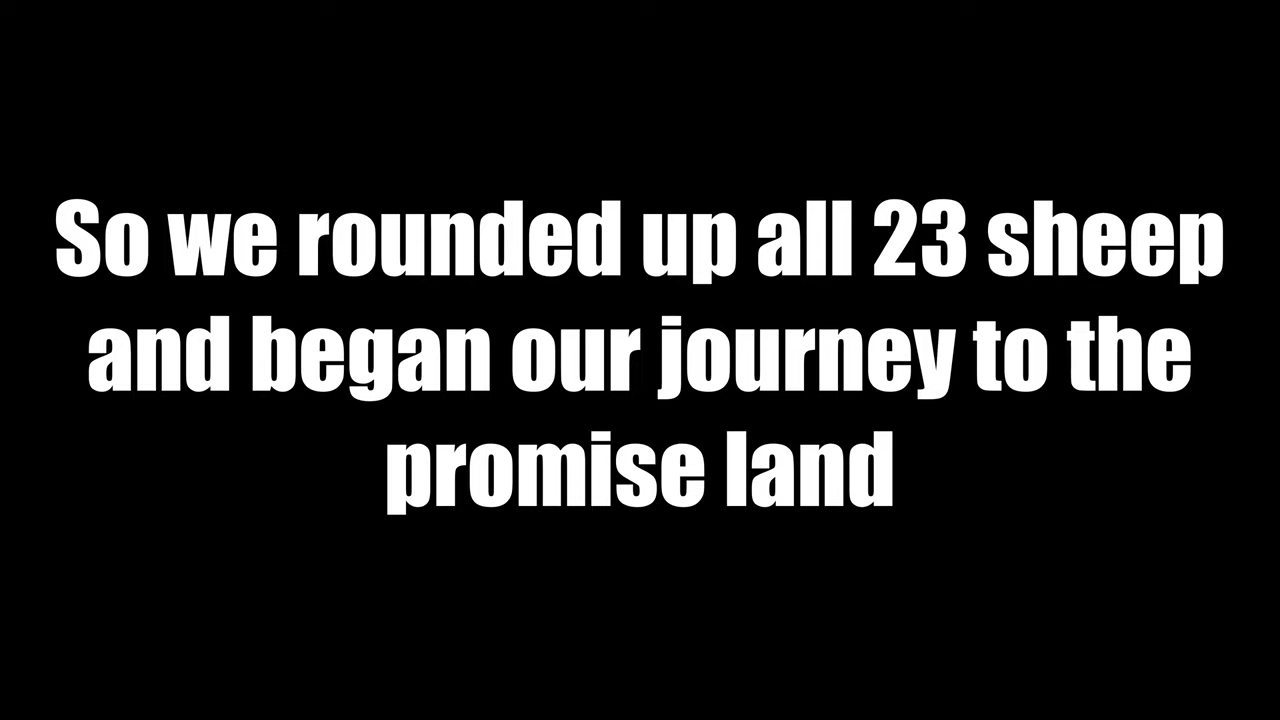 So we rounded up all 23 sheep
and began our journey to the
promise land